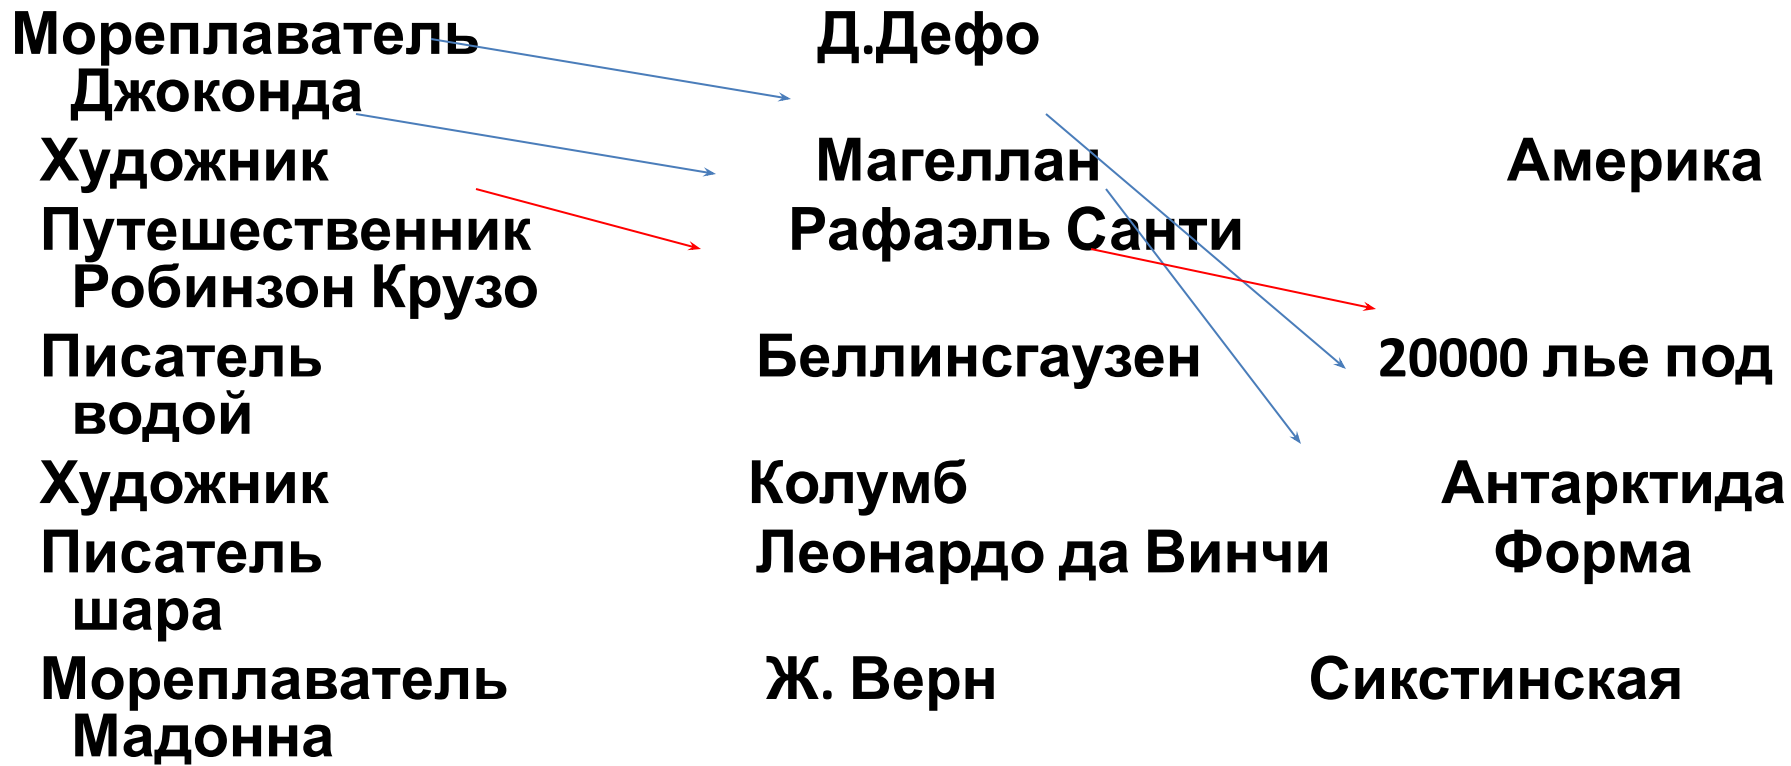 Мореплаватель Д.Дефо
Джоконда
Художник Магеллан Америка
Путешественник Рафаэль Санти
Робинзон Крузо
Писатель Беллинсгаузен 20000 лье под
водой
Художник Колумб Антарктида
Писатель Леонардо да Винчи Форма
шара
Мореплаватель Ж. Верн Сикстинская
Мадонна